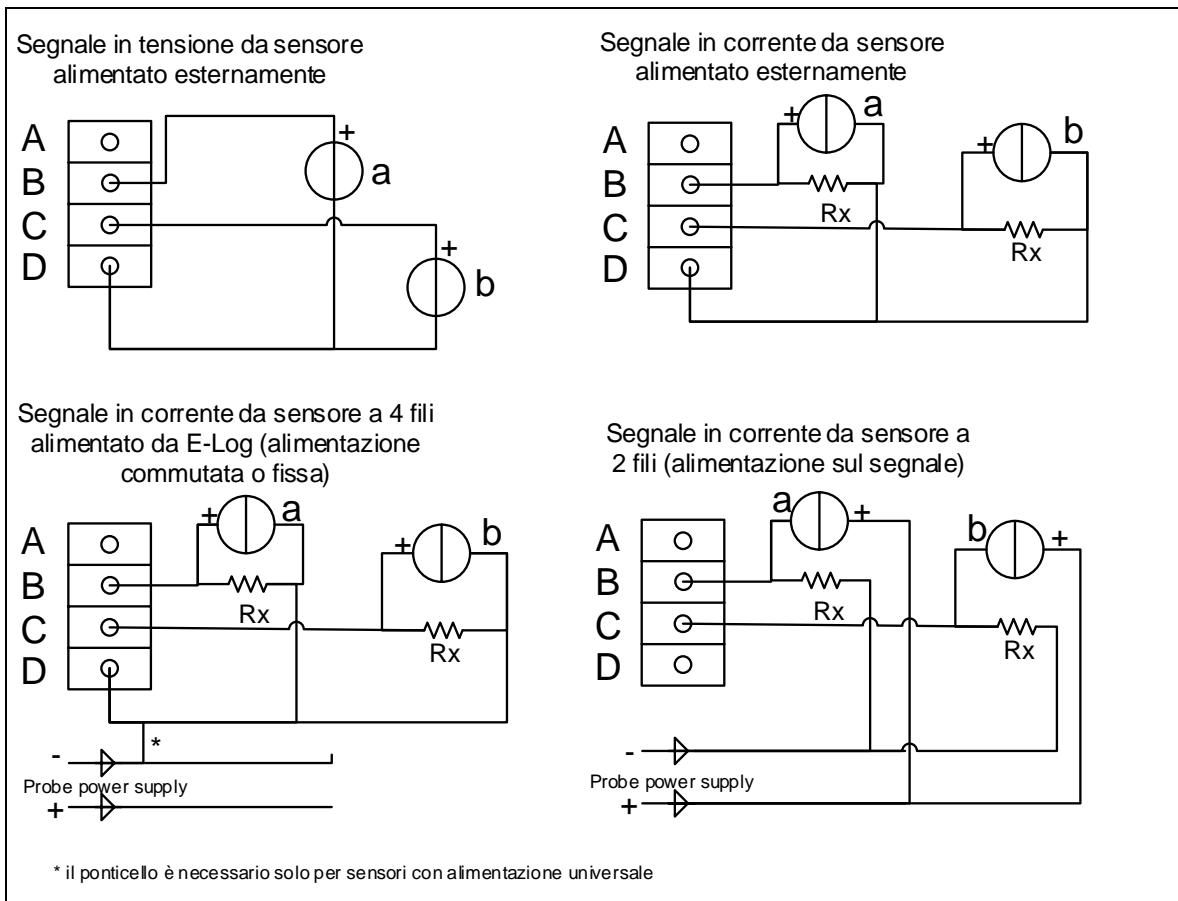 Segnale in tensione da sensore
alimentato esternamente
A
B
C
D
+
a
+
b
Segnale in corrente da sensore
alimentato esternamente
A
B
C
D
+
a
Rx
+
b
Rx
Segnale in corrente da sensore a 4 fili
alimentato da E-Log (alimentazione
commutata o fissa)
A
B
C
D
+
a
Rx
+
b
Rx
*
-
Probe power supply
+
Segnale in corrente da sensore a
2 fili (alimentazione sul segnale)
A
B
C
D
a
+
Rx
b
+
Rx
-
Probe power supply
+
* il ponticello è necessario solo per sensori con alimentazione universale